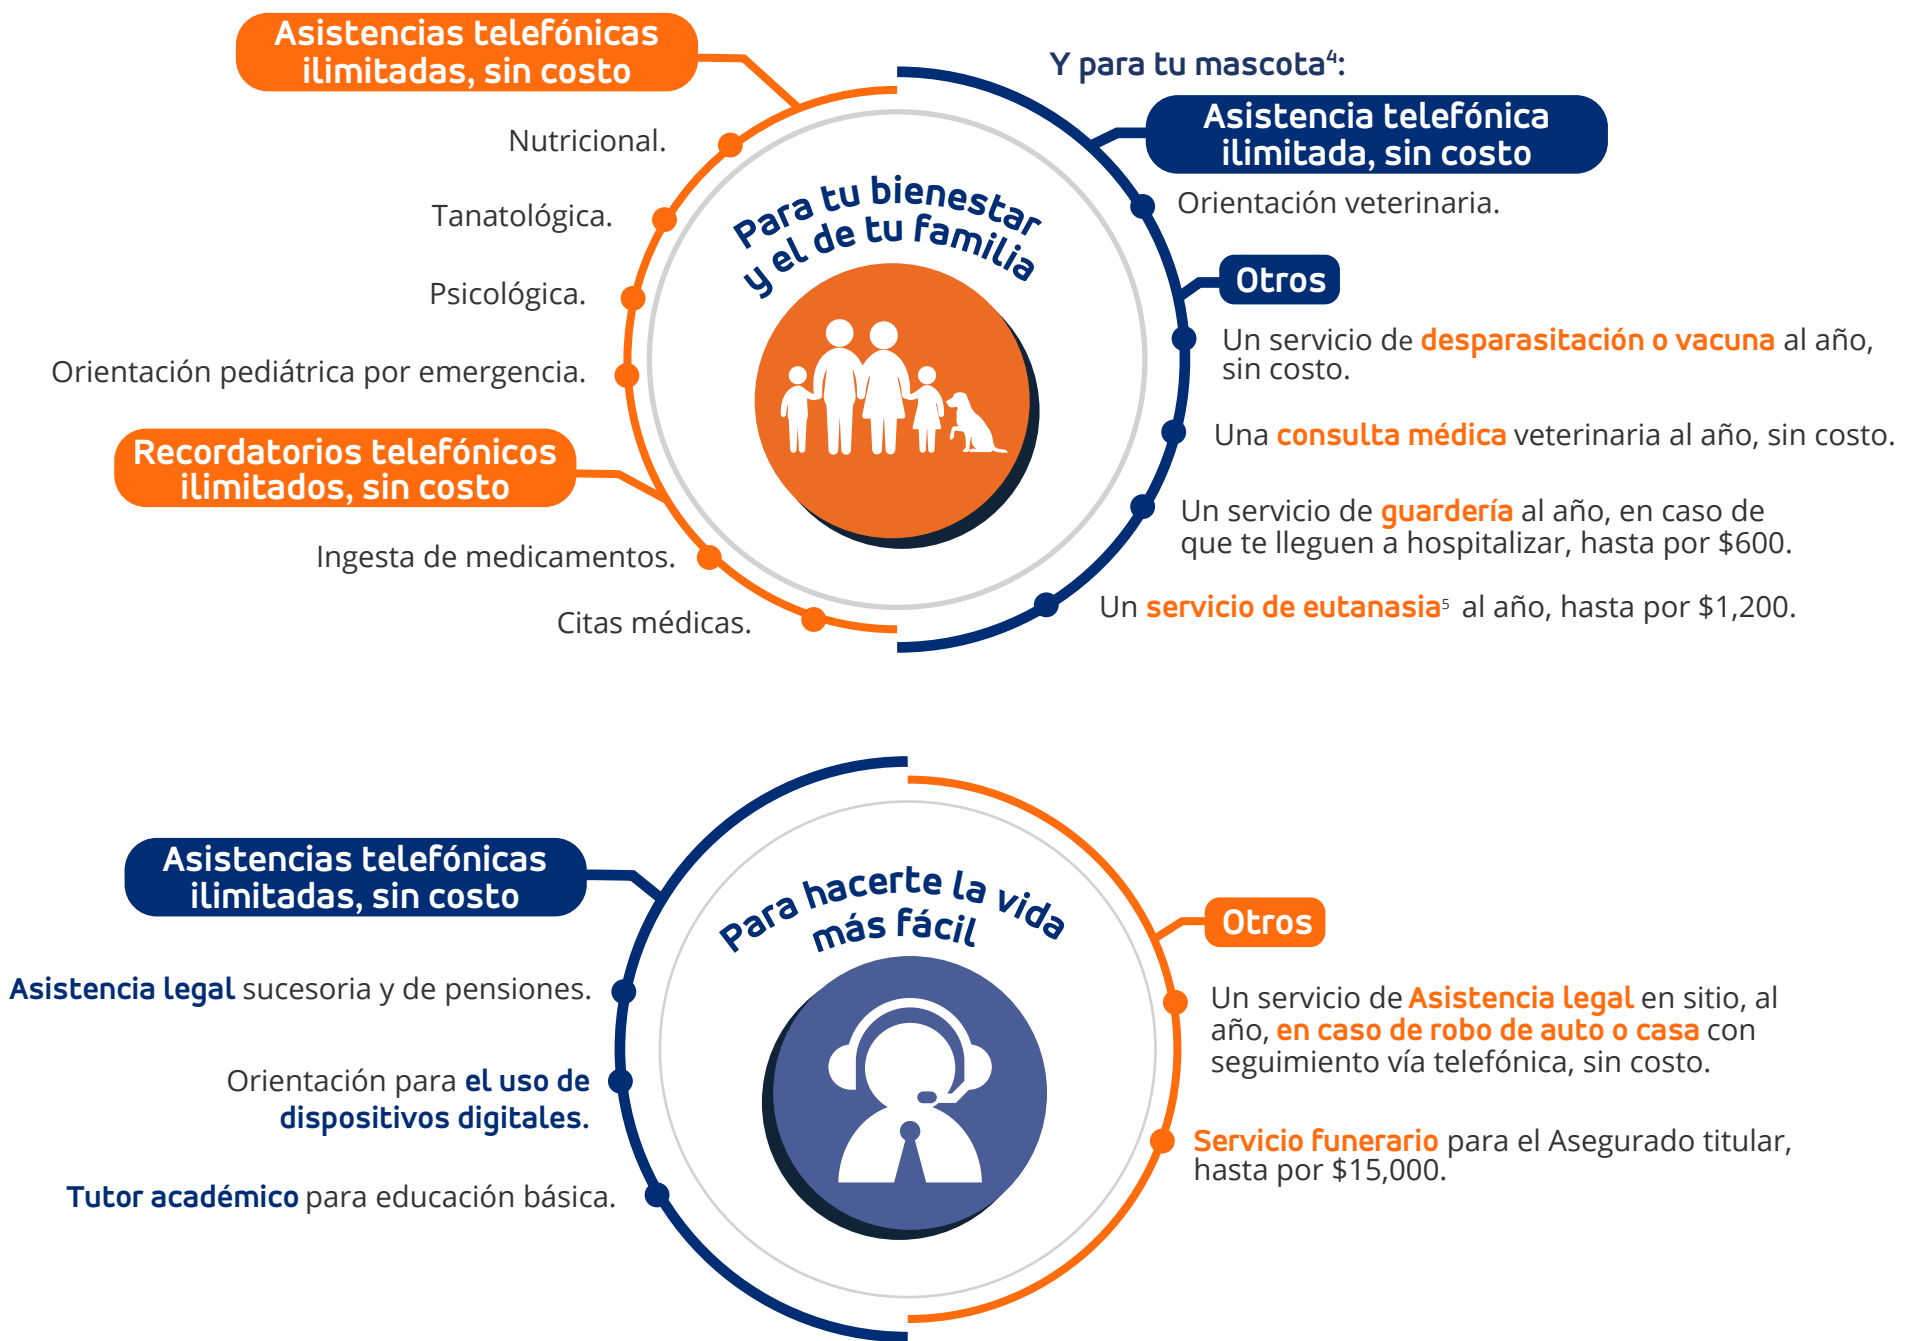 Asistencias telefónicas
ilimitadas, sin costo
Nutricional.
Tanatológica.
Psicológica.
Orientación pediátrica por emergencia.
Recordatorios telefónicos
ilimitados, sin costo
Ingesta de medicamentos.
Citas médicas.
Para tu bienestar
y el de tu familia
Y para tu mascota⁴:
Asistencia telefónica
ilimitada, sin costo
Orientación veterinaria.
Otros
Un servicio de desparasitación o vacuna al año,
sin costo.
Una consulta médica veterinaria al año, sin costo.
Un servicio de guardería al año, en caso de
que te lleguen a hospitalizar, hasta por $600.
Un servicio de eutanasia⁵ al año, hasta por $1,200.
Asistencias telefónicas
ilimitadas, sin costo
Asistencia legal sucesoria y de pensiones.
Orientación para el uso de
dispositivos digitales.
Tutor académico para educación básica.
Para hacerte la vida
más fácil
Otros
Un servicio de Asistencia legal en sitio, al
año, en caso de robo de auto o casa con
seguimiento vía telefónica, sin costo.
Servicio funerario para el Asegurado titular,
hasta por $15,000.